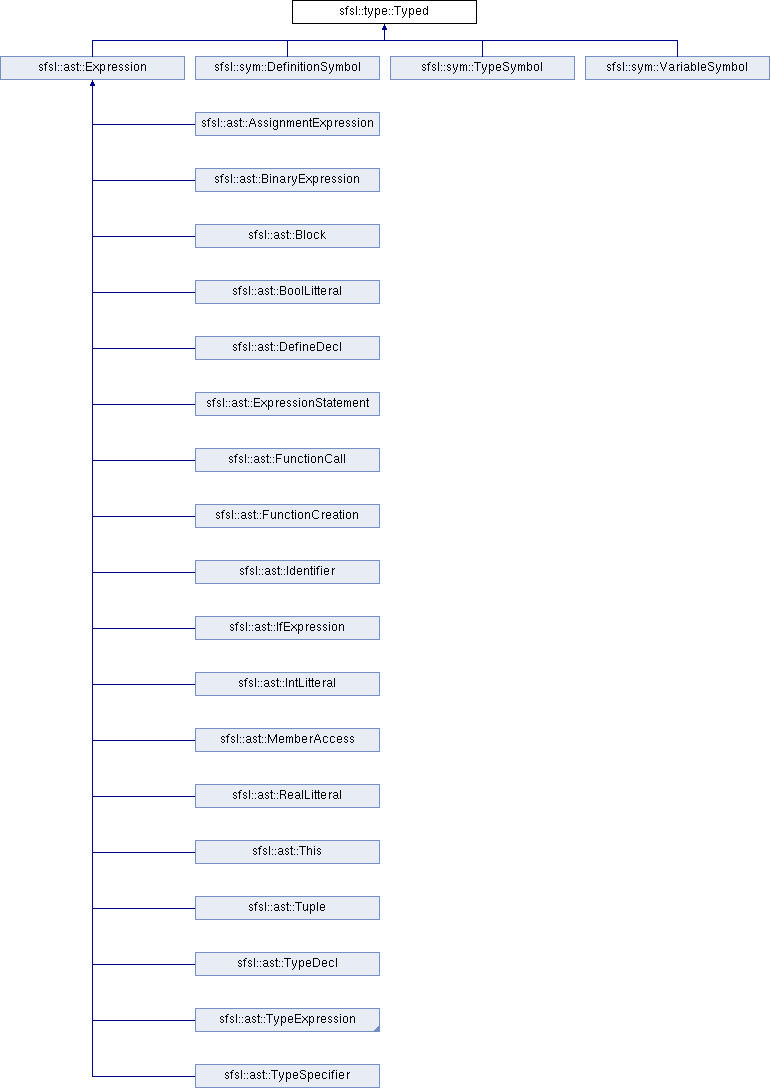 sfsl::type::Typed
sfsl::ast::Expression
sfsl::sym::DefinitionSymbol
sfsl::sym::TypeSymbol
sfsl::sym::VariableSymbol
sfsl::ast::AssignmentExpression
sfsl::ast::BinaryExpression
sfsl::ast::Block
sfsl::ast::BoolLitteral
sfsl::ast::DefineDecl
sfsl::ast::ExpressionStatement
sfsl::ast::FunctionCall
sfsl::ast::FunctionCreation
sfsl::ast::Identifier
sfsl::ast::IfExpression
sfsl::ast::IntLitteral
sfsl::ast::MemberAccess
sfsl::ast::RealLitteral
sfsl::ast::This
sfsl::ast::Tuple
sfsl::ast::TypeDecl
sfsl::ast::TypeExpression
sfsl::ast::TypeSpecifier